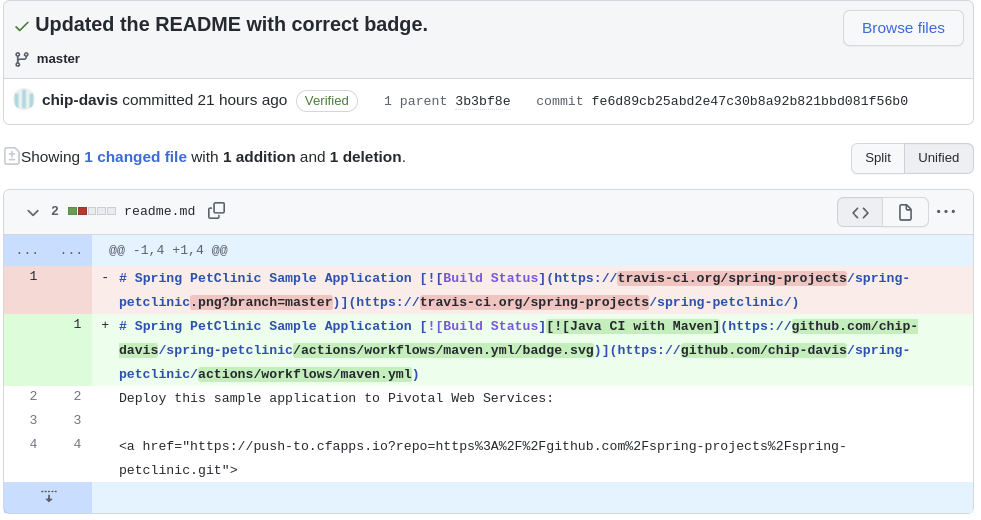 Updated the README with correct badge.
Browse files
master
chip-davis committed 21 hours ago Verified 1 parent 3b3bf8e commit fe6d89cb25abd2e47c30b8a92b821bbd081f56b0
Showing 1 changed file with 1 addition and 1 deletion.
Split Unified
2 readme.md
... ... @@ -1,4 +1,4 @@
1 - # Spring PetClinic Sample Application [![Build Status](https://travis-ci.org/spring-projects/spring-
petclinic.png?branch=master)](https://travis-ci.org/spring-projects/spring-petclinic/)
1 + # Spring PetClinic Sample Application [![Build Status][![Java CI with Maven](https://github.com/chip-
davis/spring-petclinic/actions/workflows/maven.yml/badge.svg)](https://github.com/chip-davis/spring-
petclinic/actions/workflows/maven.yml)
2 2 Deploy this sample application to Pivotal Web Services:
3 3
4 4 <a href="https://push-to.cfapps.io?repo=https%3A%2F%2Fgithub.com%2Fspring-projects%2Fspring-
petclinic.git">